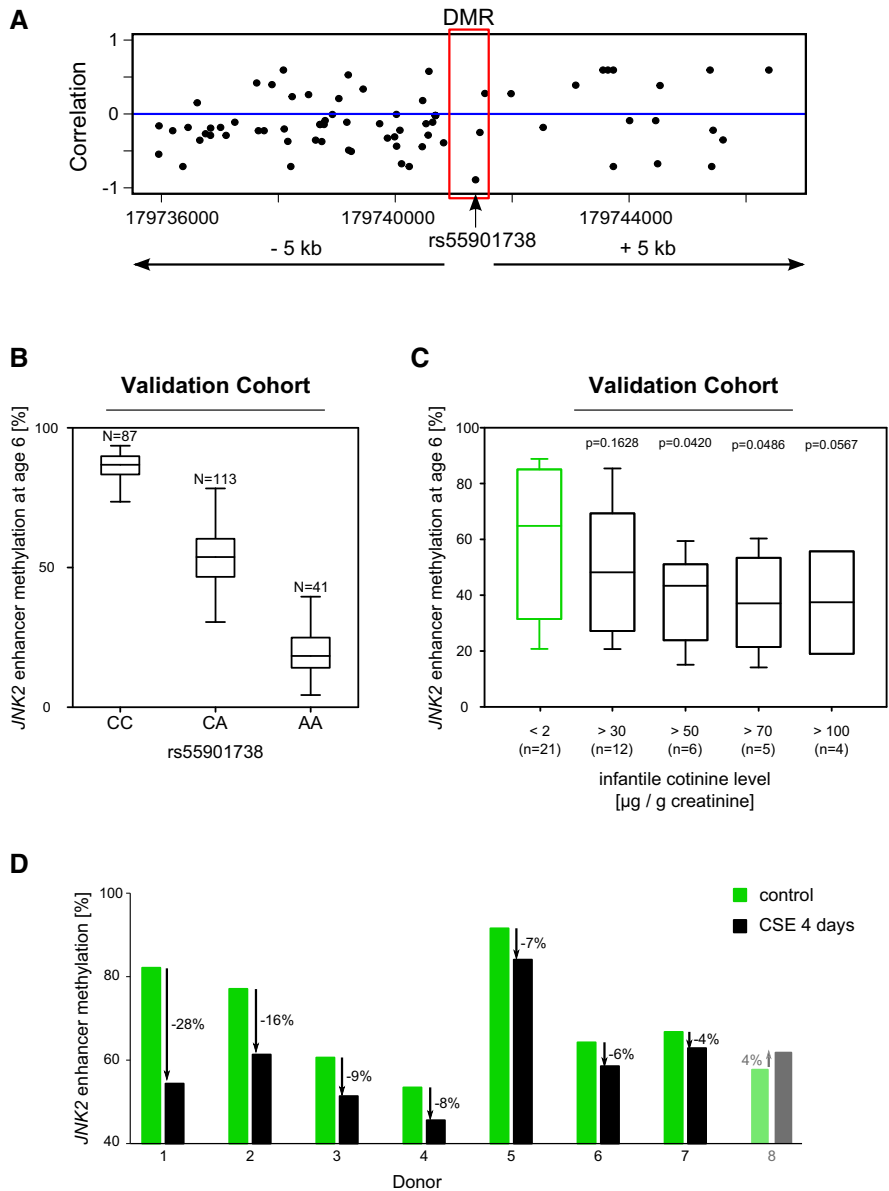 A
DMR
Correlation
1
0
-1
179736000
179740000
179744000
rs55901738
- 5 kb
+ 5 kb
B
Validation Cohort
JNK2 enhancer methylation at age 6 [%]
100
50
0
N=87
N=113
N=41
CC
CA
AA
rs55901738
C
Validation Cohort
JNK2 enhancer methylation at age 6 [%]
100
80
60
40
20
0
p=0.1628
p=0.0420
p=0.0486
p=0.0567
< 2
> 30
> 50
> 70
> 100
(n=21)
(n=12)
(n=6)
(n=5)
(n=4)
infantile cotinine level
[µg / g creatinine]
D
JNK2 enhancer methylation [%]
100
80
60
40
control
CSE 4 days
-28%
-16%
-9%
-8%
-7%
-6%
-4%
4%
1
2
3
4
5
6
7
8
Donor